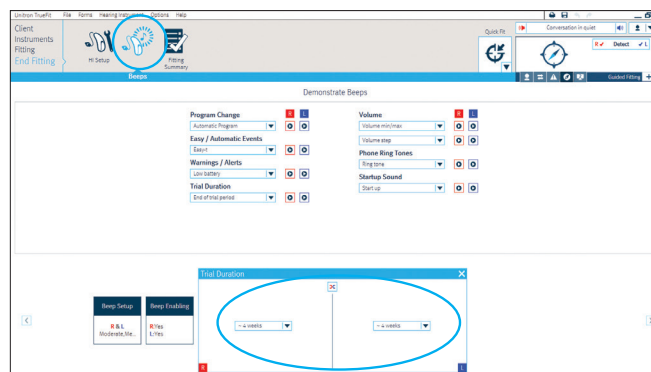 Unitron TrueFit File Forms Hearing Instrument Options Help
Client
Instruments
Fitting
End Fitting
HI Setup
Fitting
Summary
Quick Fit
Conversation in quiet
R Detect L
Beeps
Guided Fitting
Demonstrate Beeps
Program Change R L
Automatic Program
Easy / Automatic Events
Easy-t
Warnings / Alerts
Low battery
Trial Duration
End of trial period
Volume R L
Volume min/max
Volume step
Phone Ring Tones
Ring tone
Startup Sound
Start up
Trial Duration
Beep Setup
R & L
Moderate,Me...
Beep Enabling
R:Yes
L:Yes
~ 4 weeks
~ 4 weeks
R
L